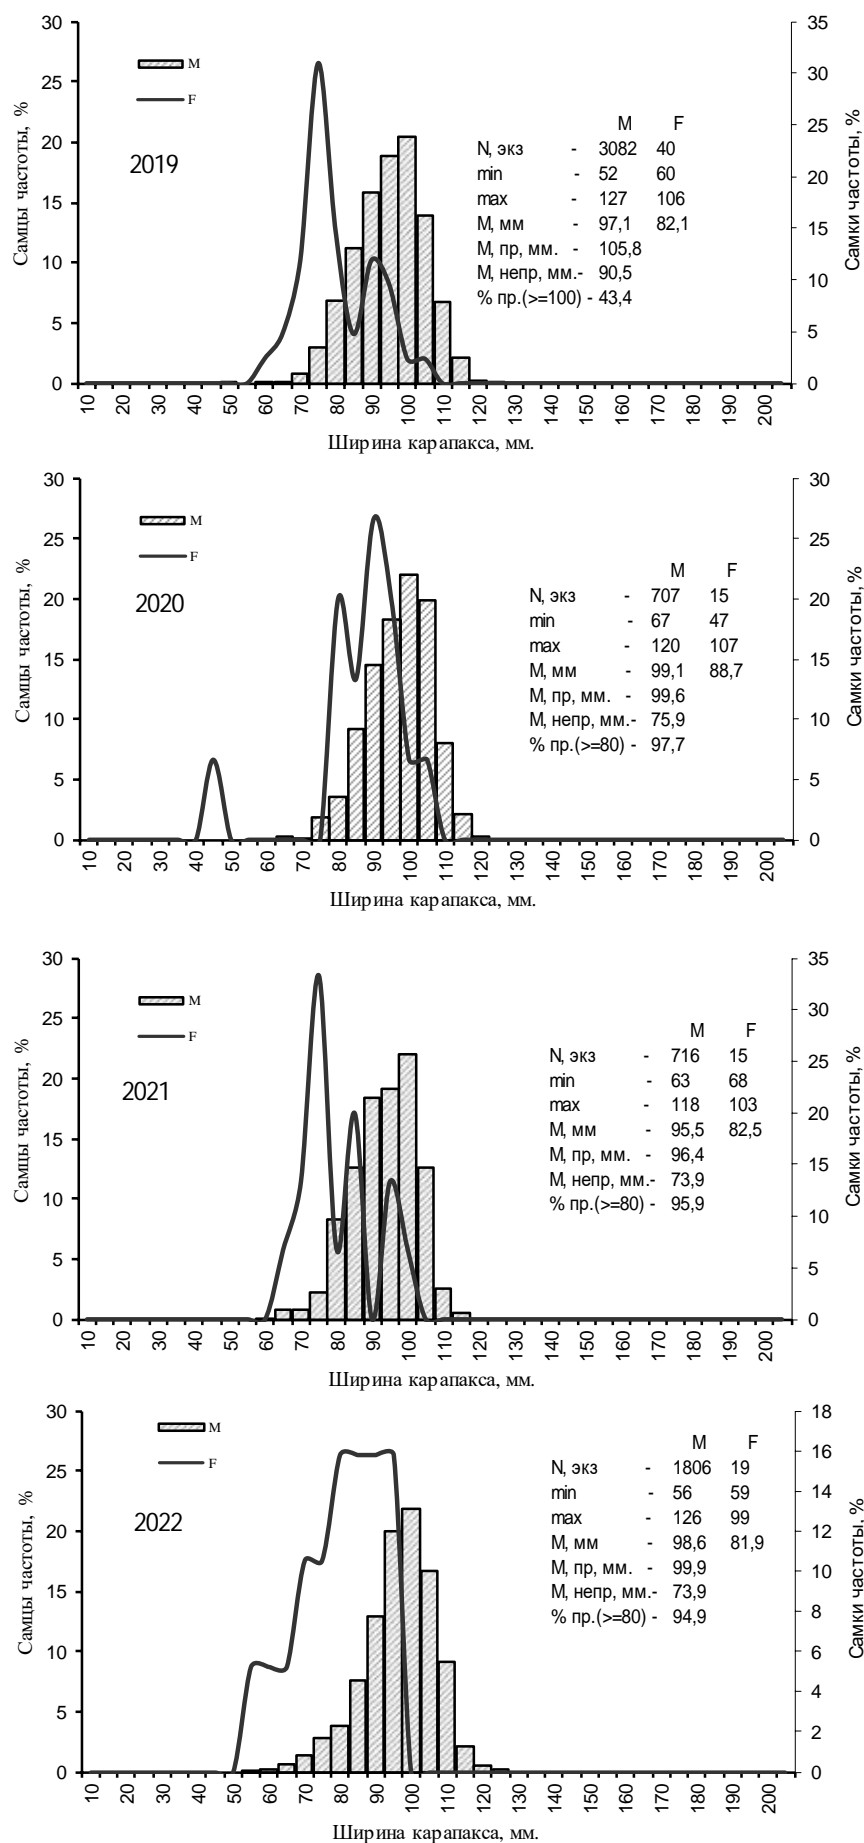 30
25
20
15
10
5
0
35
30
25
20
15
10
5
0
Самцы частоты, %
Самки частоты, %
M
F
2019
M F
N, экз - 3082 40
min - 52 60
max - 127 106
M, мм - 97,1 82,1
M, пр, мм. - 105,8
M, непр, мм.- 90,5
% пр.(>=100) - 43,4
10 20 30 40 50 60 70 80 90 100 110 120 130 140 150 160 170 180 190 200
Ширина карапакса, мм.
30
25
20
15
10
5
0
30
25
20
15
10
5
0
Самцы частоты, %
Самки частоты, %
M
F
2020
M F
N, экз - 707 15
min - 67 47
max - 120 107
M, мм - 99,1 88,7
M, пр, мм. - 99,6
M, непр, мм.- 75,9
% пр.(>=80) - 97,7
10 20 30 40 50 60 70 80 90 100 110 120 130 140 150 160 170 180 190 200
Ширина карапакса, мм.
30
25
20
15
10
5
0
35
30
25
20
15
10
5
0
Самцы частоты, %
Самки частоты, %
M
F
2021
M F
N, экз - 716 15
min - 63 68
max - 118 103
M, мм - 95,5 82,5
M, пр, мм. - 96,4
M, непр, мм.- 73,9
% пр.(>=80) - 95,9
10 20 30 40 50 60 70 80 90 100 110 120 130 140 150 160 170 180 190 200
Ширина карапакса, мм.
30
25
20
15
10
5
0
18
16
14
12
10
8
6
4
2
0
Самцы частоты, %
Самки частоты, %
M
F
2022
M F
N, экз - 1806 19
min - 56 59
max - 126 99
M, мм - 98,6 81,9
M, пр, мм. - 99,9
M, непр, мм.- 73,9
% пр.(>=80) - 94,9
10 20 30 40 50 60 70 80 90 100 110 120 130 140 150 160 170 180 190 200
Ширина карапакса, мм.